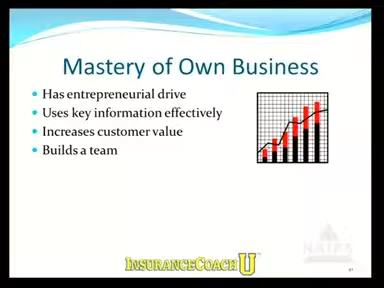 Mastery of Own Business
Has entrepreneurial drive
Uses key information effectively
Increases customer value
Builds a team
INSURANCECOACH U